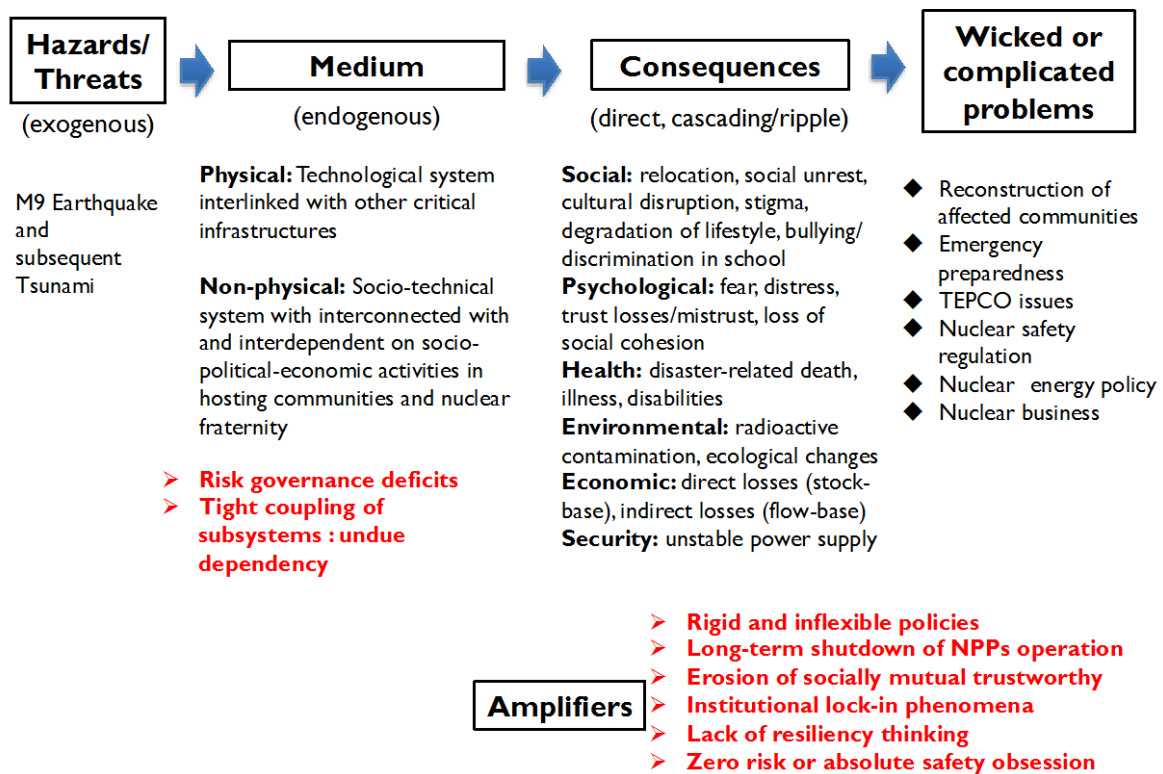 Hazards/
Threats
(exogenous)
M9 Earthquake
and
subsequent
Tsunami
Medium
(endogenous)
Physical: Technological system
interlinked with other critical
infrastructures
Non-physical: Socio-technical
system with interconnected with
and interdependent on socio-
political-economic activities in
hosting communities and nuclear
fraternity
➢ Risk governance deficits
➢ Tight coupling of
subsystems : undue
dependency
Consequences
(direct, cascading/ripple)
Social: relocation, social unrest,
cultural disruption, stigma,
degradation of lifestyle, bullying/
discrimination in school
Psychological: fear, distress,
trust losses/mistrust, loss of
social cohesion
Health: disaster-related death,
illness, disabilities
Environmental: radioactive
contamination, ecological changes
Economic: direct losses (stock-
base), indirect losses (flow-base)
Security: unstable power supply
Wicked or
complicated
problems
◆ Reconstruction of
affected communities
◆ Emergency
preparedness
◆ TEPCO issues
◆ Nuclear safety
regulation
◆ Nuclear energy policy
◆ Nuclear business
Amplifiers
➢ Rigid and inflexible policies
➢ Long-term shutdown of NPPs operation
➢ Erosion of socially mutual trustworthy
➢ Institutional lock-in phenomena
➢ Lack of resiliency thinking
➢ Zero risk or absolute safety obsession